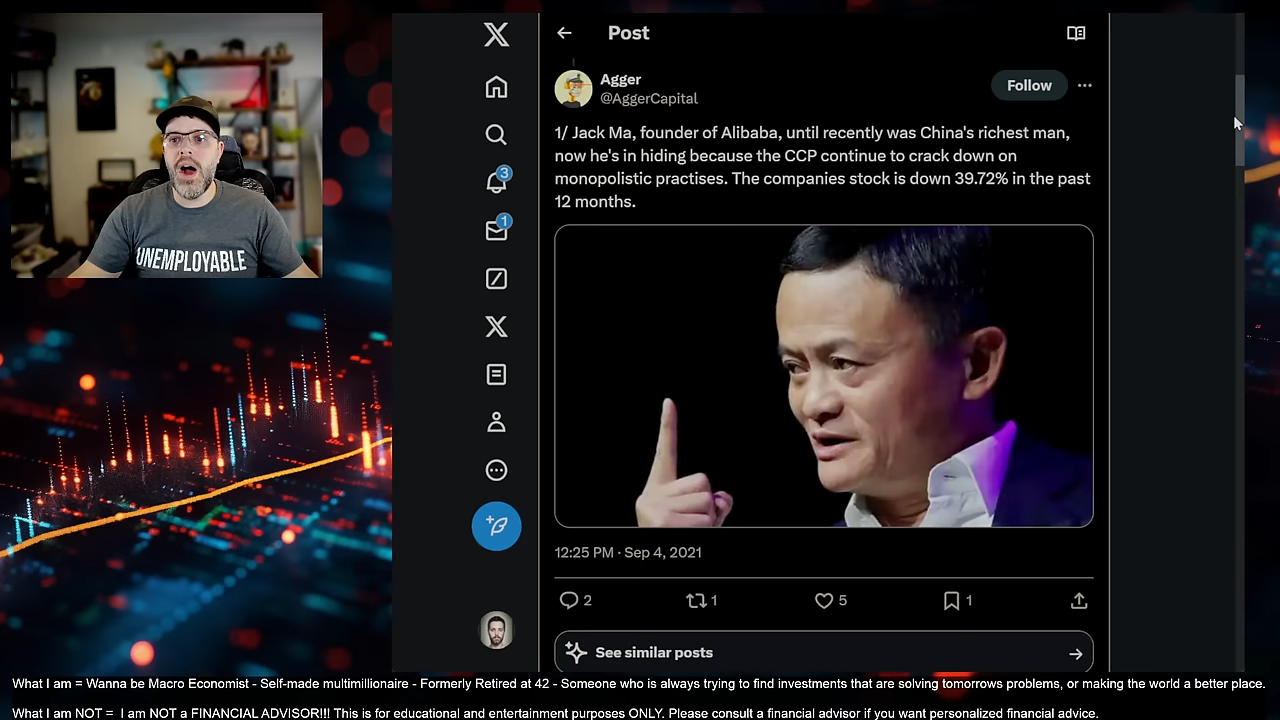 UNEMPLOYABLE
Post
3
1
Agger
@AggerCapital
Follow
1/ Jack Ma, founder of Alibaba, until recently was China's richest man,
now he's in hiding because the CCP continue to crack down on
monopolistic practises. The companies stock is down 39.72% in the past
12 months.
12:25 PM · Sep 4, 2021
2
1
5
1
See similar posts
What I am = Wanna be Macro Economist - Self-made multimillionaire - Formerly Retired at 42 - Someone who is always trying to find investments that are solving tomorrows problems, or making the world a better place.
What I am NOT = I am NOT a FINANCIAL ADVISOR!!! This is for educational and entertainment purposes ONLY. Please consult a financial advisor if you want personalized financial advice.